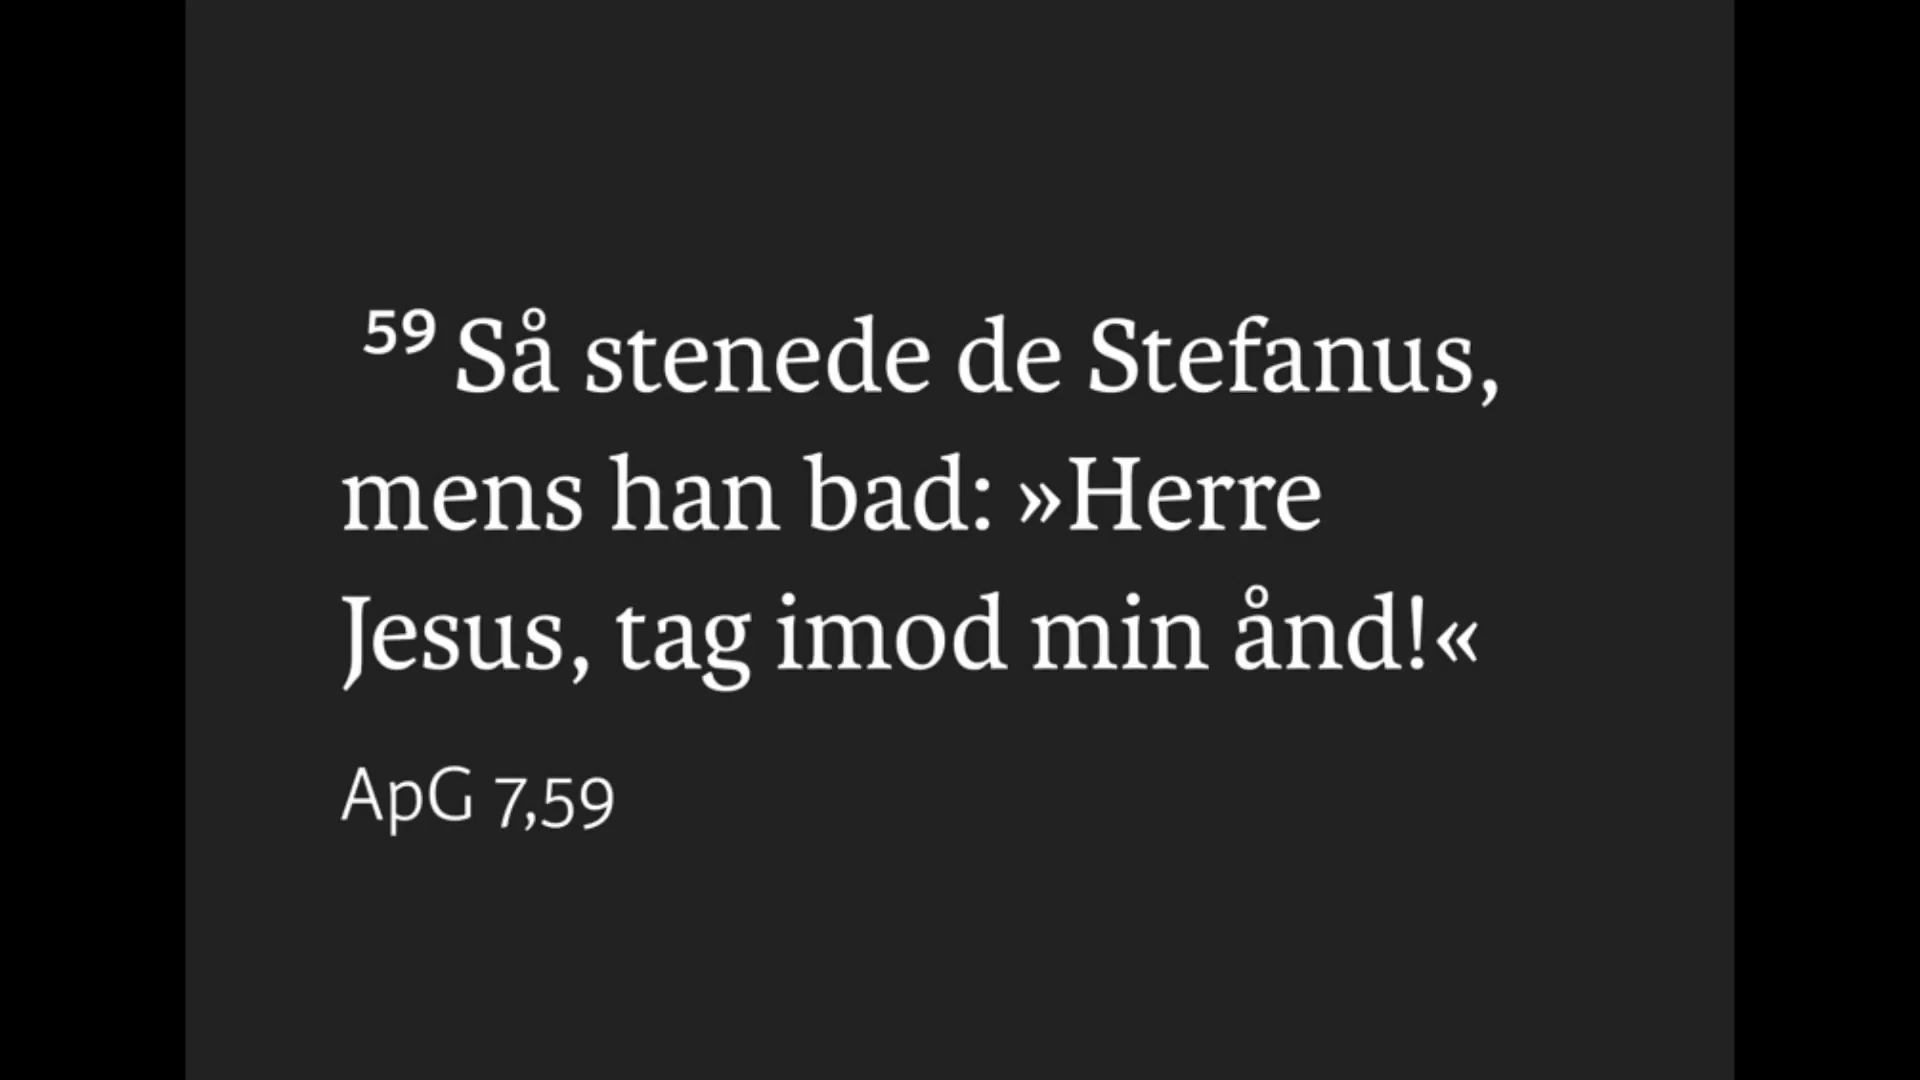 59 Så stenede de Stefanus,
mens han bad: »Herre
Jesus, tag imod min ånd!«
ApG 7,59